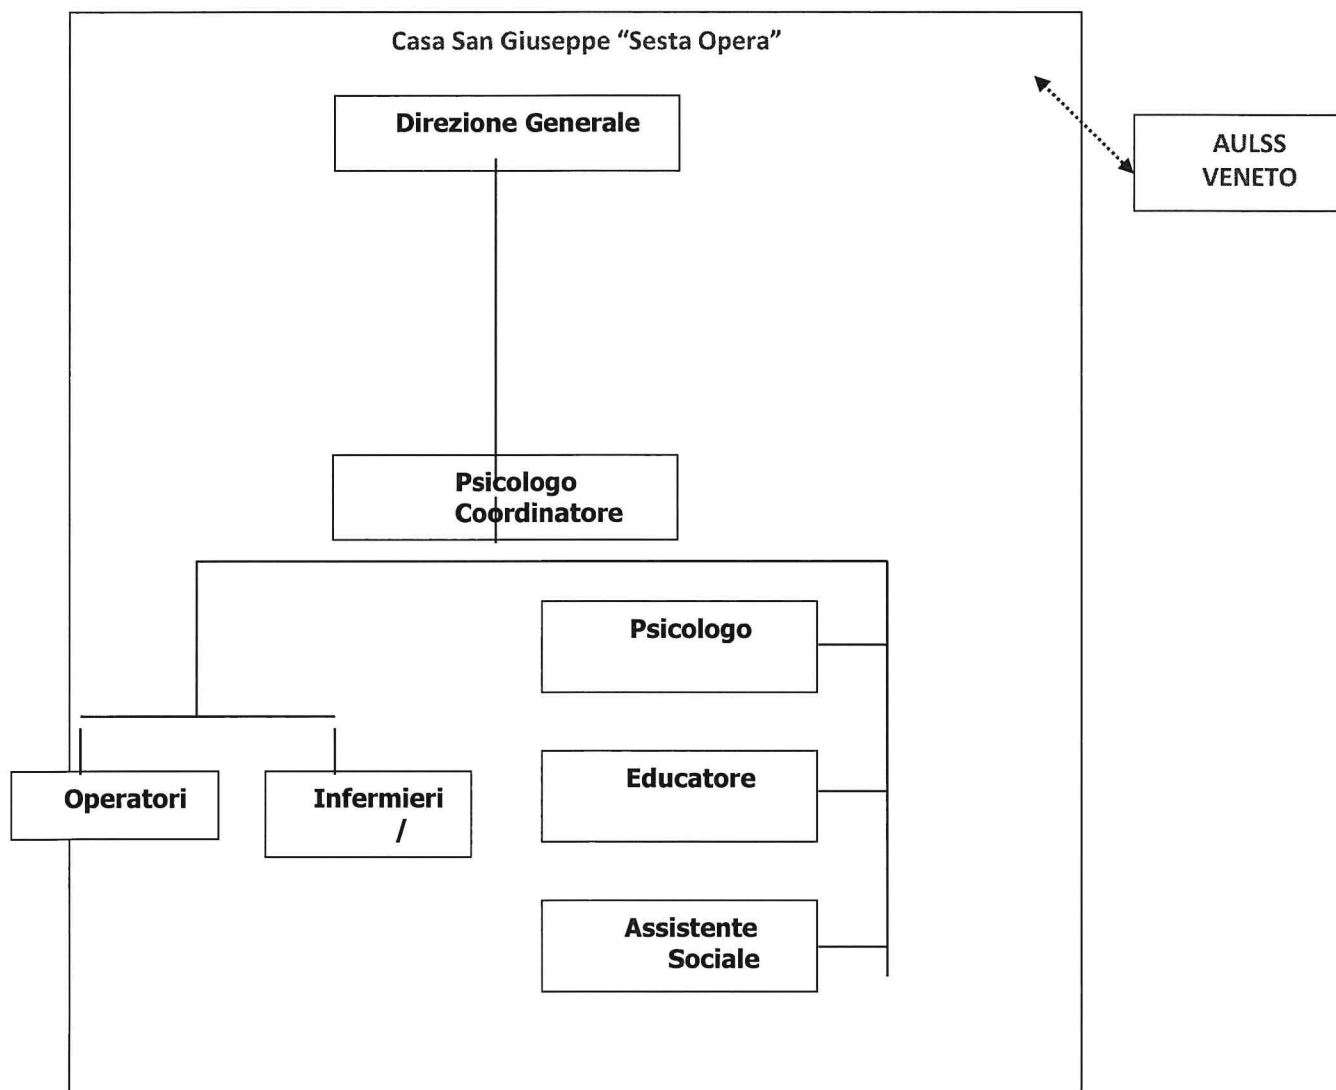 Casa San Giuseppe “Sesta Opera”
Direzione Generale
AULSS
VENETO
Psicologo
Coordinatore
Psicologo
Operatori
Infermieri
/
Educatore
Assistente
Sociale